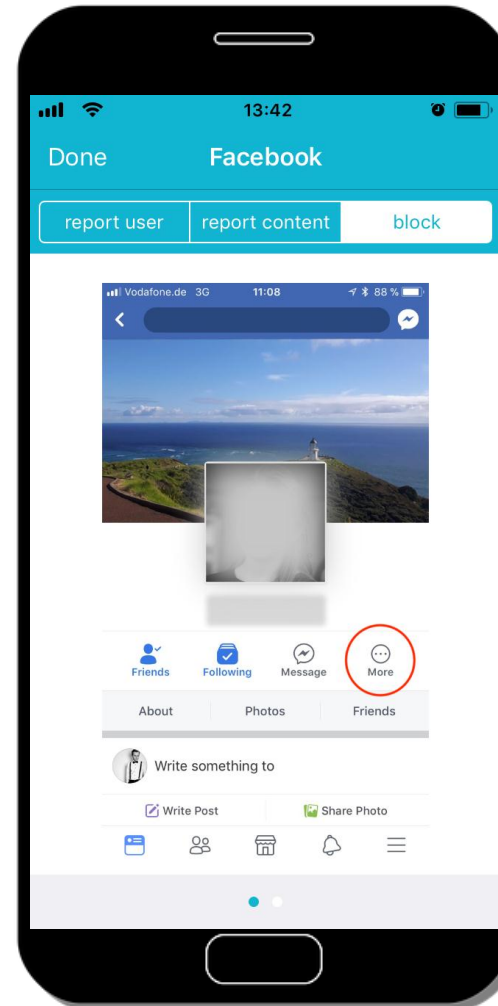 13:42
Done Facebook
report user report content block
Vodafone.de 3G 11:08 88 %
Friends Following Message More
About Photos Friends
Write something to
Write Post Share Photo